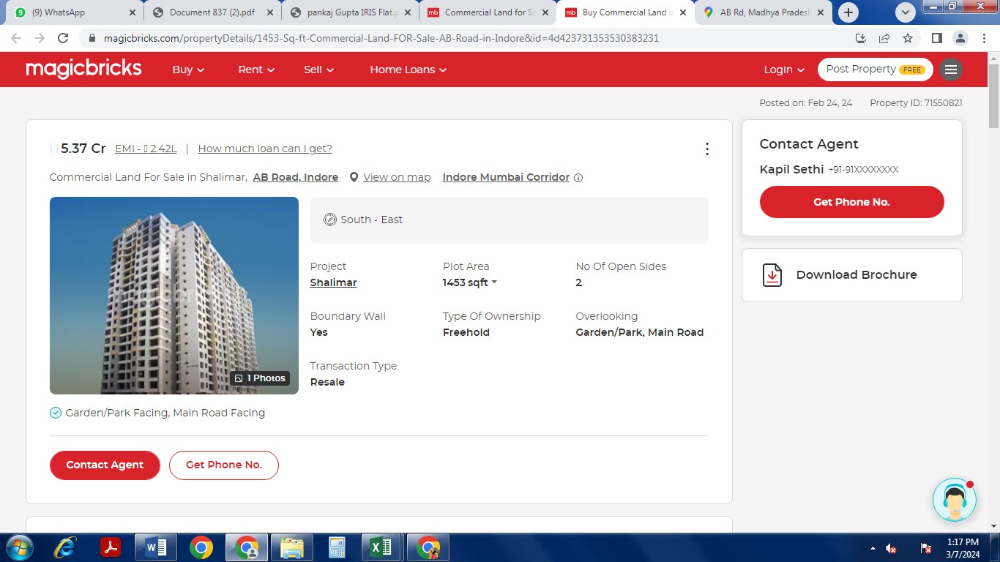 (9) WhatsApp
Document 837 (2).pdf
pankaj Gupta IRIS Flat.p
Commercial Land for Sa
Buy Commercial Land i
AB Rd, Madhya Pradesh
magicbricks.com/propertyDetails/1453-Sq-ft-Commercial-Land-FOR-Sale-AB-Road-in-Indore&id=4d423731353530383231
magicbricks Buy Rent Sell Home Loans Login Post Property FREE
Posted on: Feb 24, 24 Property ID: 71550821
5.37 Cr EMI - 2.42L | How much loan can I get?
Commercial Land For Sale in Shalimar, AB Road, Indore View on map Indore Mumbai Corridor
1 Photos
South - East
Project Plot Area No Of Open Sides
Shalimar 1453 sqft 2
Boundary Wall Type Of Ownership Overlooking
Yes Freehold Garden/Park, Main Road
Transaction Type
Resale
Garden/Park Facing, Main Road Facing
Contact Agent Get Phone No.
Contact Agent
Kapil Sethi +91-91XXXXXXXX
Get Phone No.
Download Brochure
1:17 PM
3/7/2024